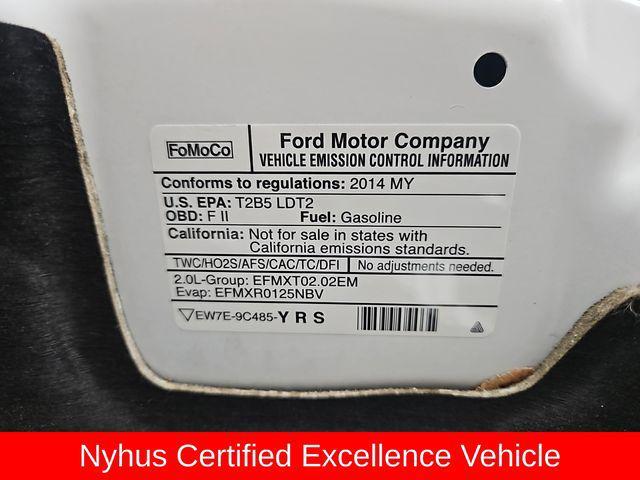 FoMoCo
Ford Motor Company
VEHICLE EMISSION CONTROL INFORMATION
Conforms to regulations: 2014 MY
U.S. EPA: T2B5 LDT2
OBD: F II Fuel: Gasoline
California: Not for sale in states with
California emissions standards.
TWC/HO2S/AFS/CAC/TC/DFI No adjustments needed.
2.0L-Group: EFMXT02.02EM
Evap: EFMXR0125NBV
EW7E-9C485-Y R S
Nyhus Certified Excellence Vehicle